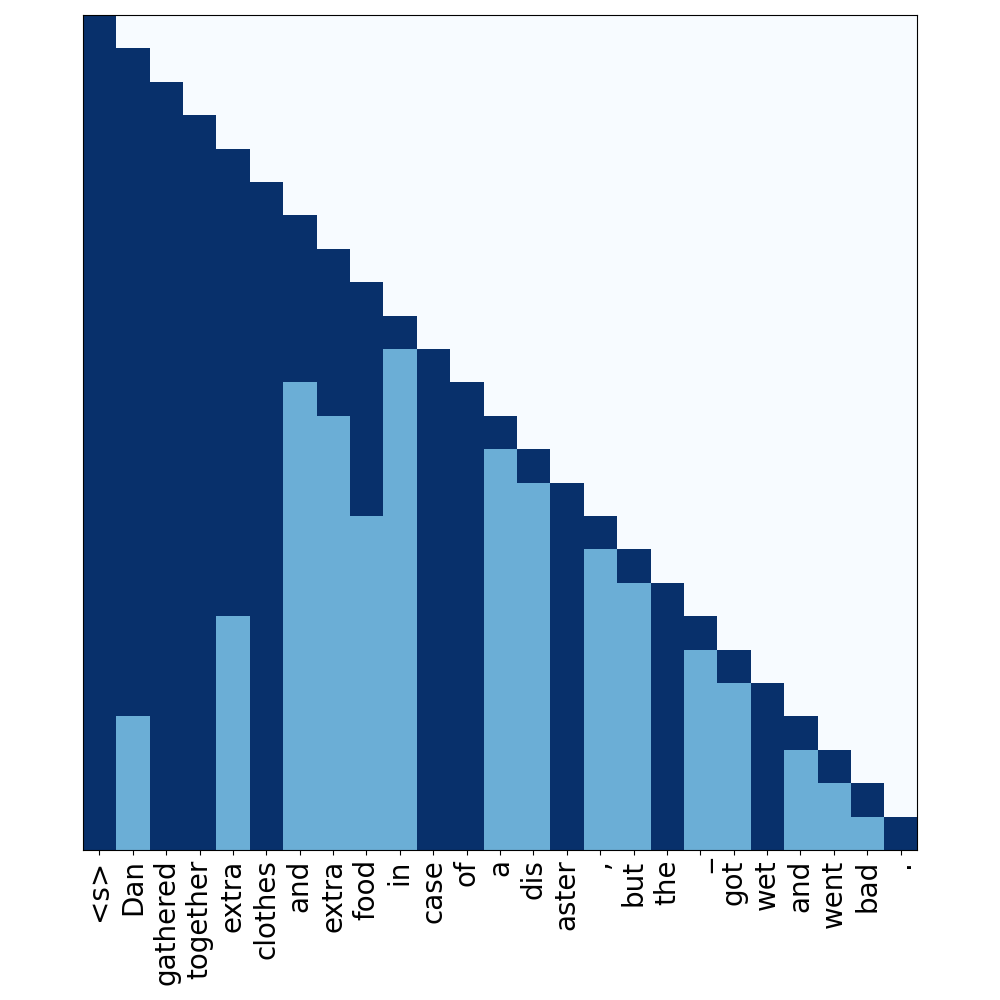 <s> Dan gathered together extra clothes and extra food in case of a dis aster , but the _ got wet and went bad .